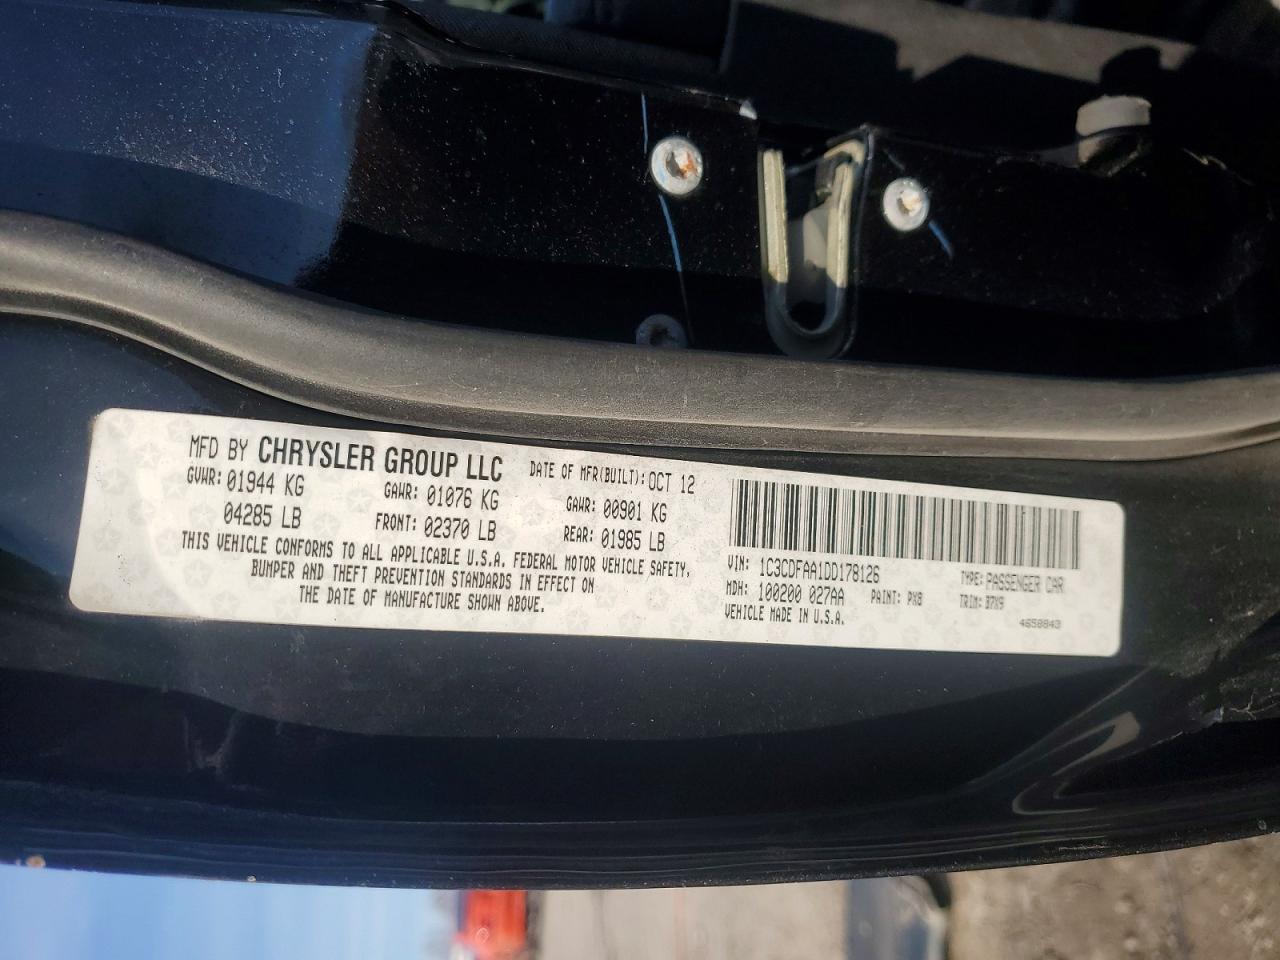 MFD BY CHRYSLER GROUP LLC DATE OF MFR(BUILT): OCT 12
GVWR: 01944 KG GAWR: 01076 KG GAWR: 00901 KG
04285 LB FRONT: 02370 LB REAR: 01985 LB
THIS VEHICLE CONFORMS TO ALL APPLICABLE U.S.A. FEDERAL MOTOR VEHICLE SAFETY,
BUMPER AND THEFT PREVENTION STANDARDS IN EFFECT ON
THE DATE OF MANUFACTURE SHOWN ABOVE.
VIN: 1C3CDFAA1DD178126 TYPE: PASSENGER CAR
MDH: 100200 027AA PAINT: PX8 TRIM: B7X9
VEHICLE MADE IN U.S.A. 4658843